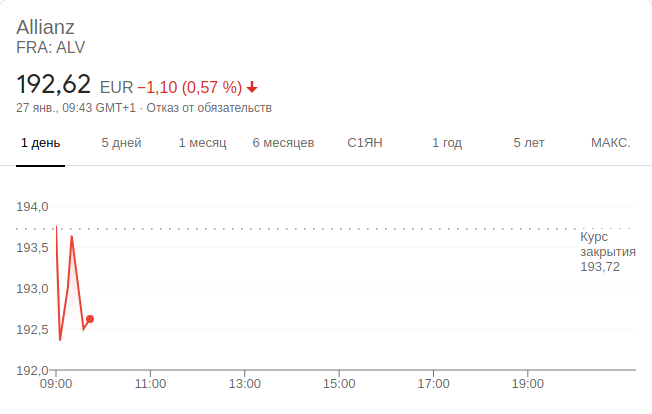 Allianz
FRA: ALV
192,62 EUR −1,10 (0,57 %)
27 янв., 09:43 GMT+1 · Отказ от обязательств
1 день 5 дней 1 месяц 6 месяцев С1ЯН 1 год 5 лет МАКС.
194,0
Курс
закрытия
193,72
193,5
193,0
192,5
192,0
09:00 11:00 13:00 15:00 17:00 19:00